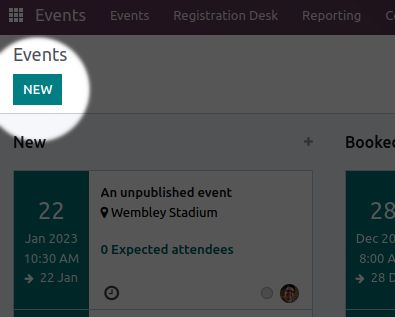 Events Events Registration Desk Reporting
Events
NEW
New + Booked
22
Jan 2023
10:30 AM
→ 22 Jan
An unpublished event
Wembley Stadium
0 Expected attendees
28
Dec 20
8:00 A
→ 28 D